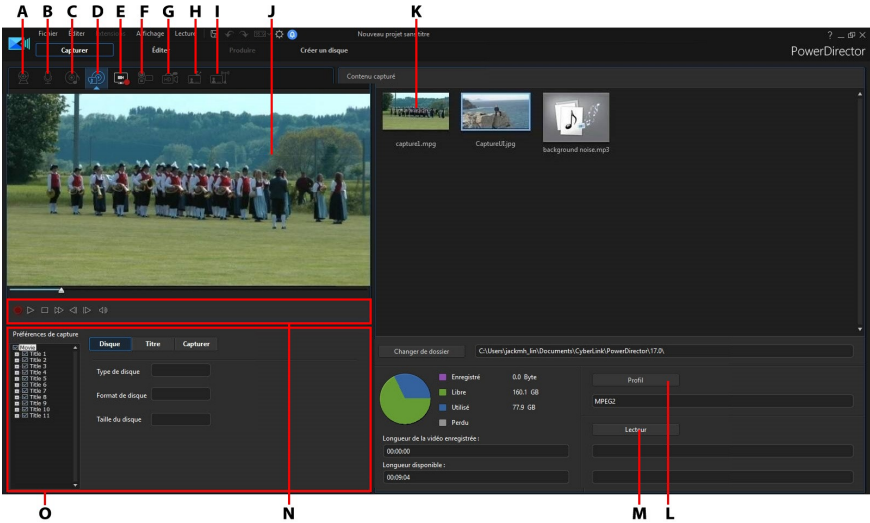 A B C D E F G H I J K
Fichier Éditer Extensions Affichage Lecture Nouveau projet sans titre
Capturer Éditer Produire Créer un disque PowerDirector
Contenu capturé
capture1.mpg CaptureUI.jpg background noise.mp3
Préférences de capture
Movie
Title 1
Title 2
Title 3
Title 4
Title 5
Title 6
Title 7
Title 8
Title 9
Title 10
Title 11
Disque Titre Capturer
Type de disque
Format de disque
Taille du disque
Changer de dossier C:\Users\jackmh_lin\Documents\CyberLink\PowerDirector\17.0\
Enregistré 0.0 Byte
Libre 160.1 GB
Utilisé 77.9 GB
Perdu
Longueur de la vidéo enregistrée :
00:00:00
Longueur disponible :
00:09:04
Profil
MPEG2
Lecteur
O N M L